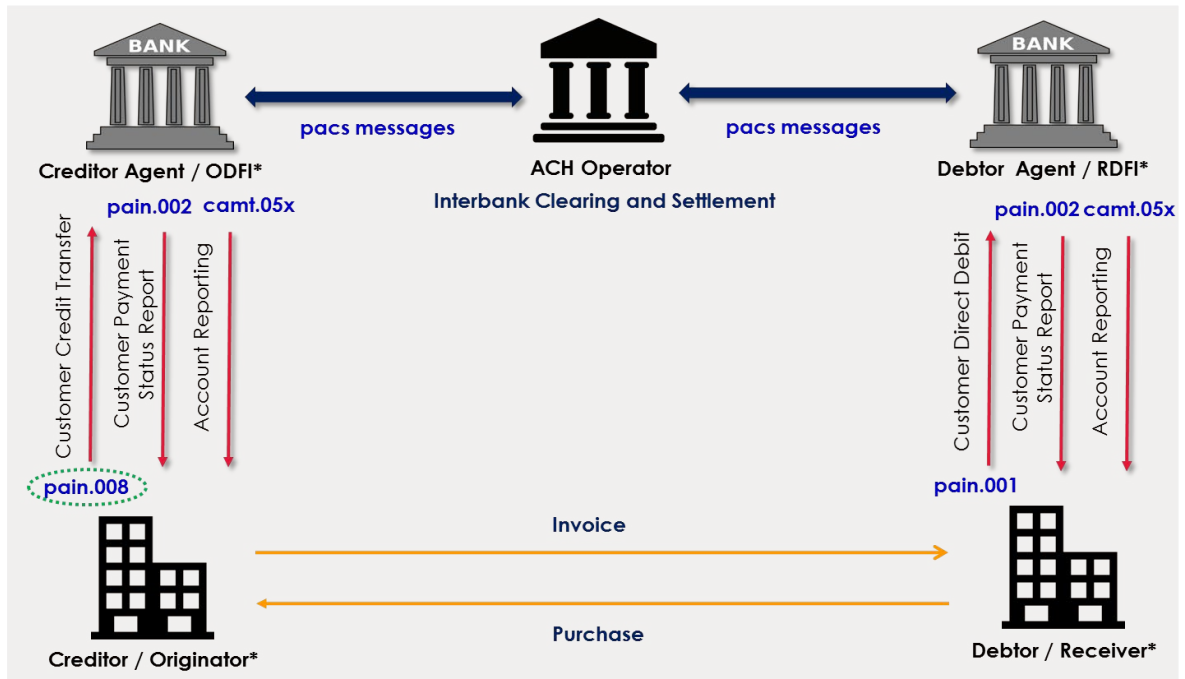 BANK
BANK
pacs messages
pacs messages
Creditor Agent / ODFI*
ACH Operator
Debtor Agent / RDFI*
Interbank Clearing and Settlement
pain.002 camt.05x
pain.002 camt.05x
Customer Credit Transfer
Customer Payment
Status Report
Account Reporting
Customer Direct Debit
Customer Payment
Status Report
Account Reporting
pain.008
pain.001
Invoice
Purchase
Creditor / Originator*
Debtor / Receiver*